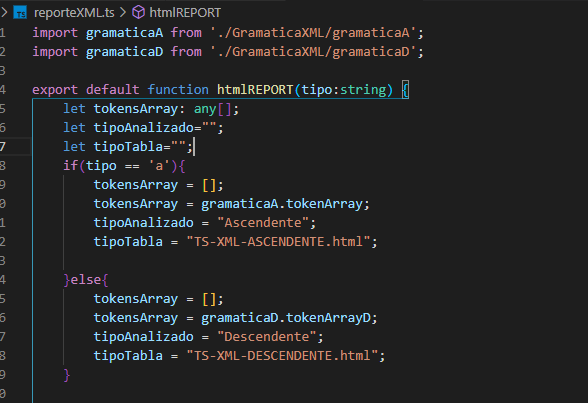 reporteXML.ts > htmlREPORT
1 import gramaticaA from './GramaticaXML/gramaticaA';
2 import gramaticaD from './GramaticaXML/gramaticaD';
3
4 export default function htmlREPORT(tipo:string) {
5 let tokensArray: any[];
6 let tipoAnalizado="";
7 let tipoTabla="";
8 if(tipo == 'a'){
9 tokensArray = [];
0 tokensArray = gramaticaA.tokenArray;
1 tipoAnalizado = "Ascendente";
2 tipoTabla = "TS-XML-ASCENDENTE.html";
3
4 }else{
5 tokensArray = [];
6 tokensArray = gramaticaD.tokenArrayD;
7 tipoAnalizado = "Descendente";
8 tipoTabla = "TS-XML-DESCENDENTE.html";
9 }
0